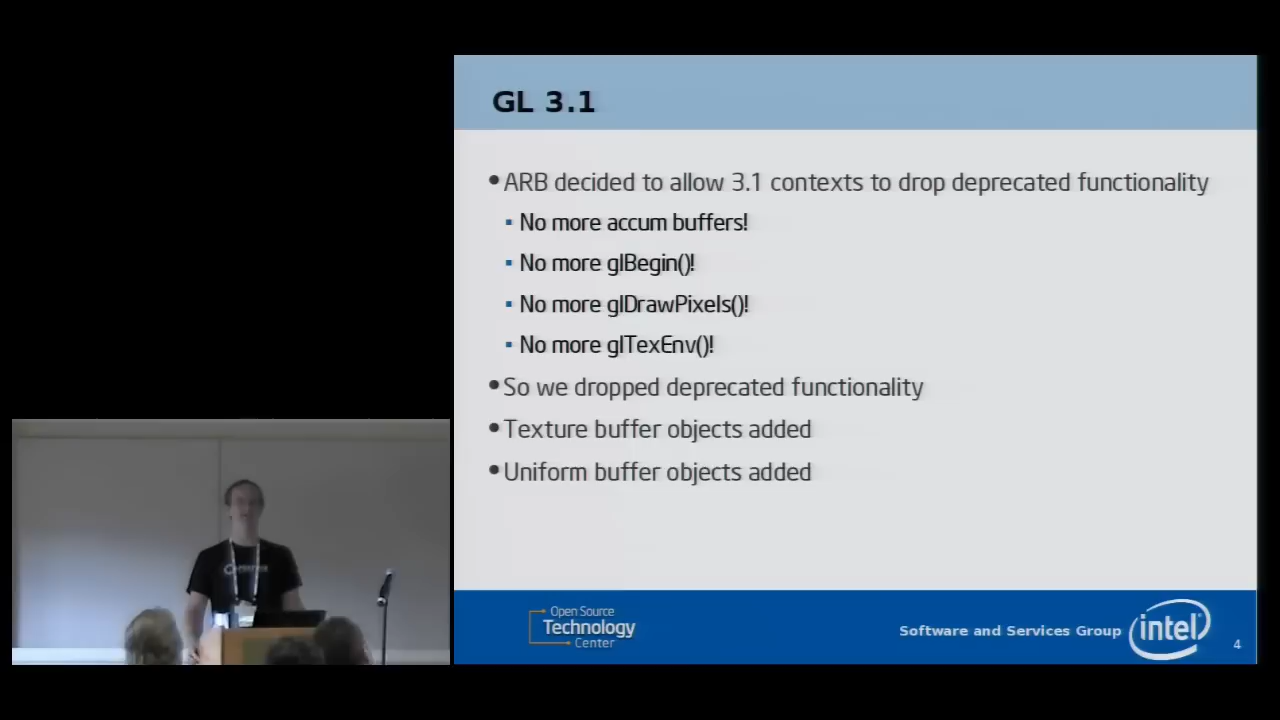 GL 3.1
•ARB decided to allow 3.1 contexts to drop deprecated functionality
▪ No more accum buffers!
▪ No more glBegin()!
▪ No more glDrawPixels()!
▪ No more glTexEnv()!
•So we dropped deprecated functionality
•Texture buffer objects added
•Uniform buffer objects added
Open Source
Technology
Center
Software and Services Group
intel
4